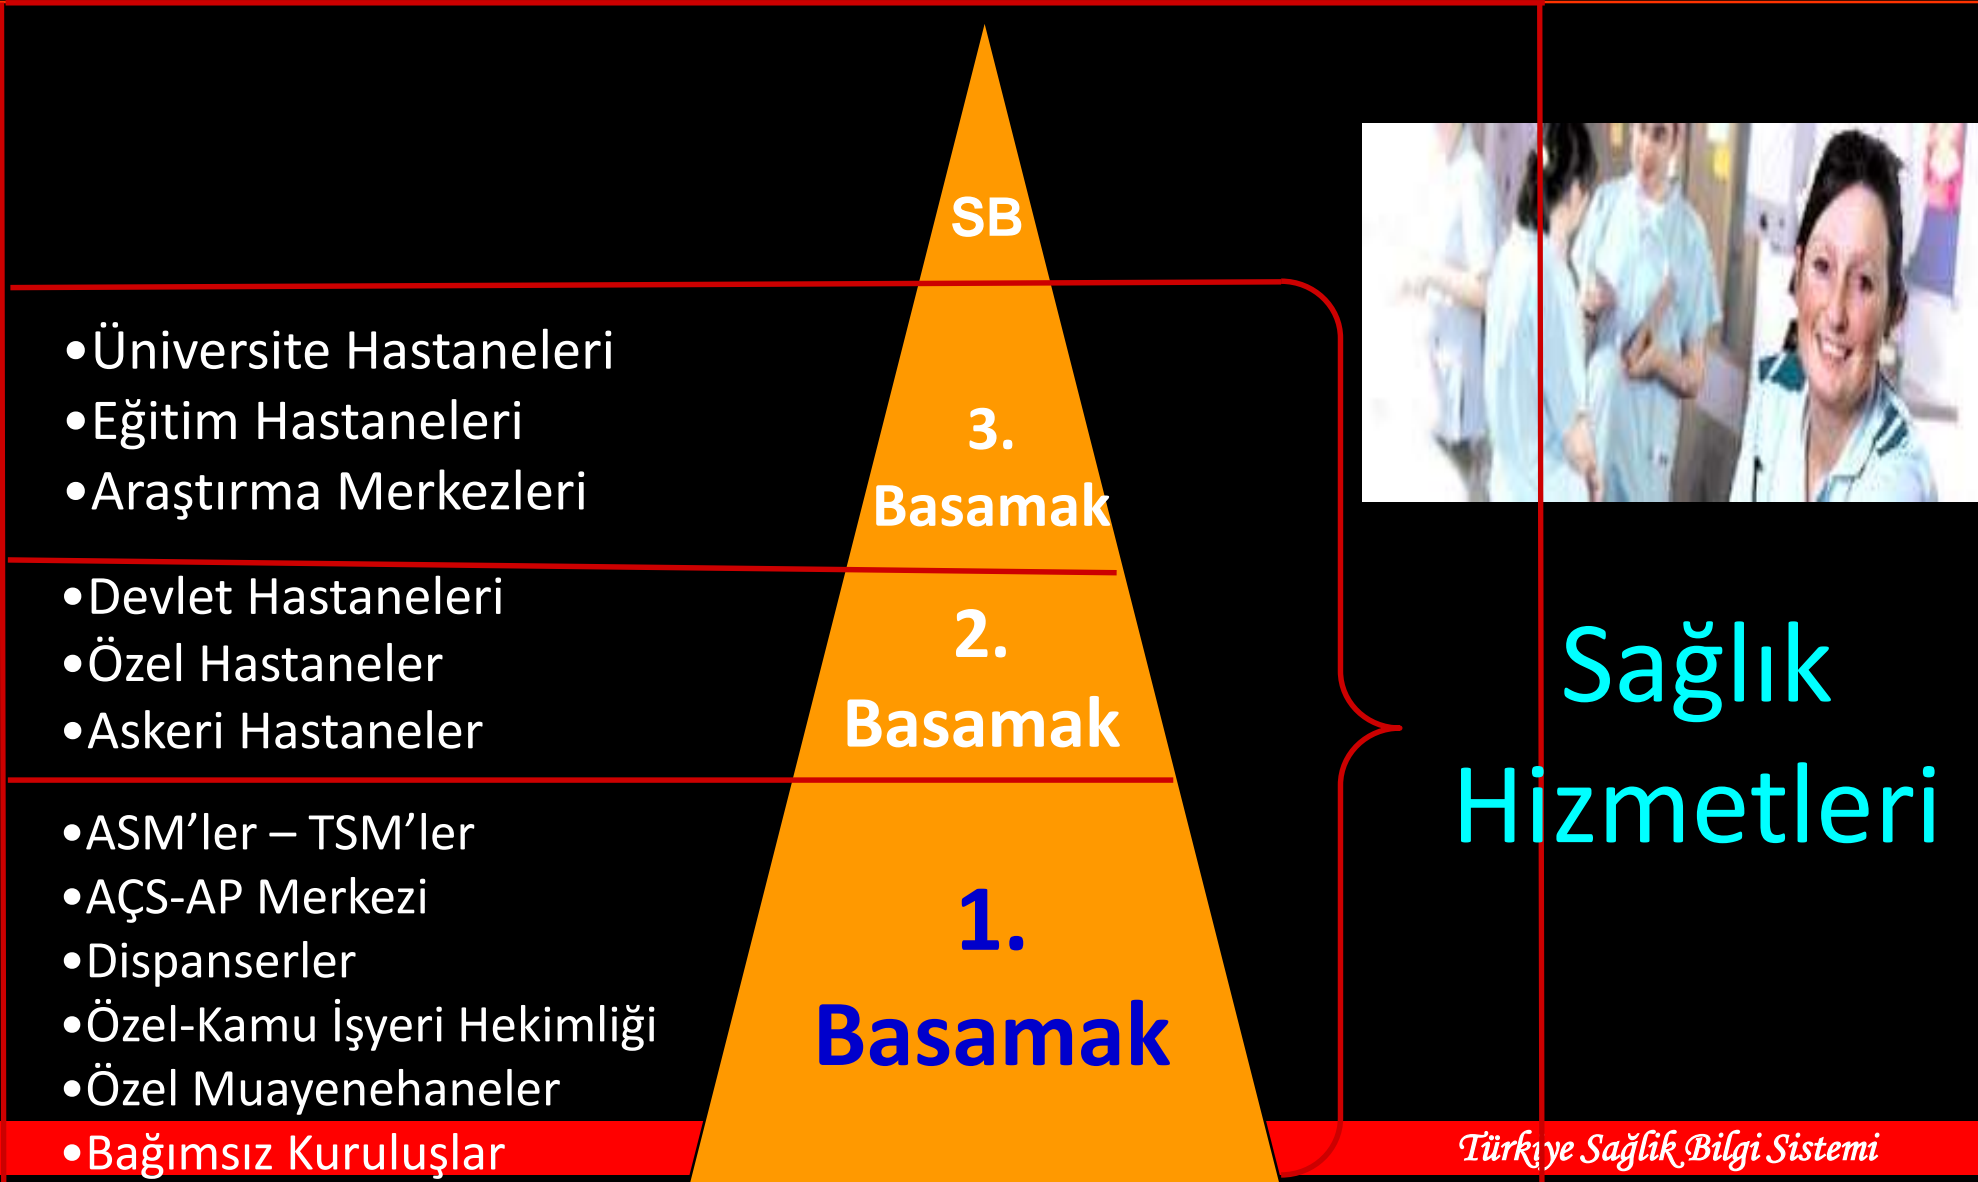 SB
•Üniversite Hastaneleri
•Eğitim Hastaneleri
•Araştırma Merkezleri
3.
Basamak
•Devlet Hastaneleri
•Özel Hastaneler
•Askeri Hastaneler
2.
Basamak
•ASM’ler – TSM’ler
•AÇS-AP Merkezi
•Dispanserler
•Özel-Kamu İşyeri Hekimliği
•Özel Muayenehaneler
•Bağımsız Kuruluşlar
1.
Basamak
Sağlık
Hizmetleri
Türkiye Sağlik Bilgi Sistemi